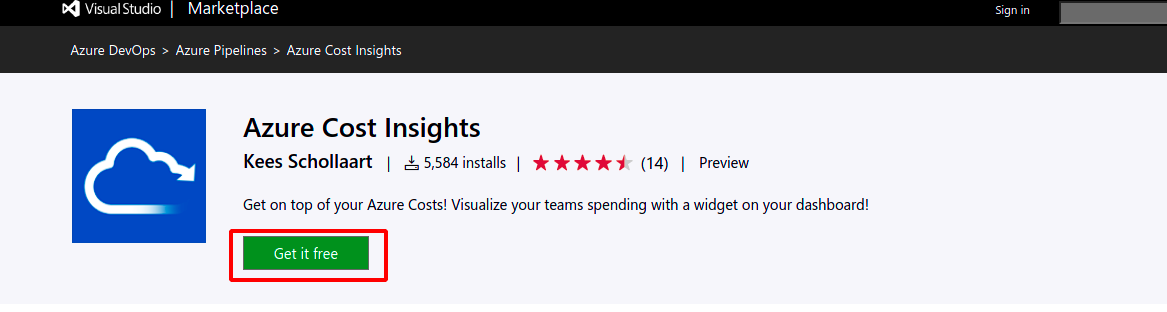 Visual Studio | Marketplace
Sign in
Azure DevOps > Azure Pipelines > Azure Cost Insights
Azure Cost Insights
Kees Schollaart | 5,584 installs | (14) | Preview
Get on top of your Azure Costs! Visualize your teams spending with a widget on your dashboard!
Get it free